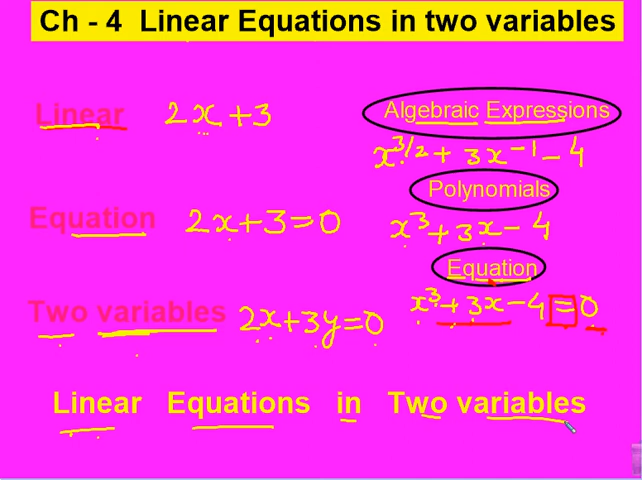 Ch - 4 Linear Equations in two variables
Linear 2x+3
Algebraic Expressions
x^3/2 + 3x^-1 - 4
Polynomials
Equation 2x+3=0
x^3+3x-4
Equation
Two variables 2x+3y=0
x^3+3x-4=0
Linear Equations in Two variables